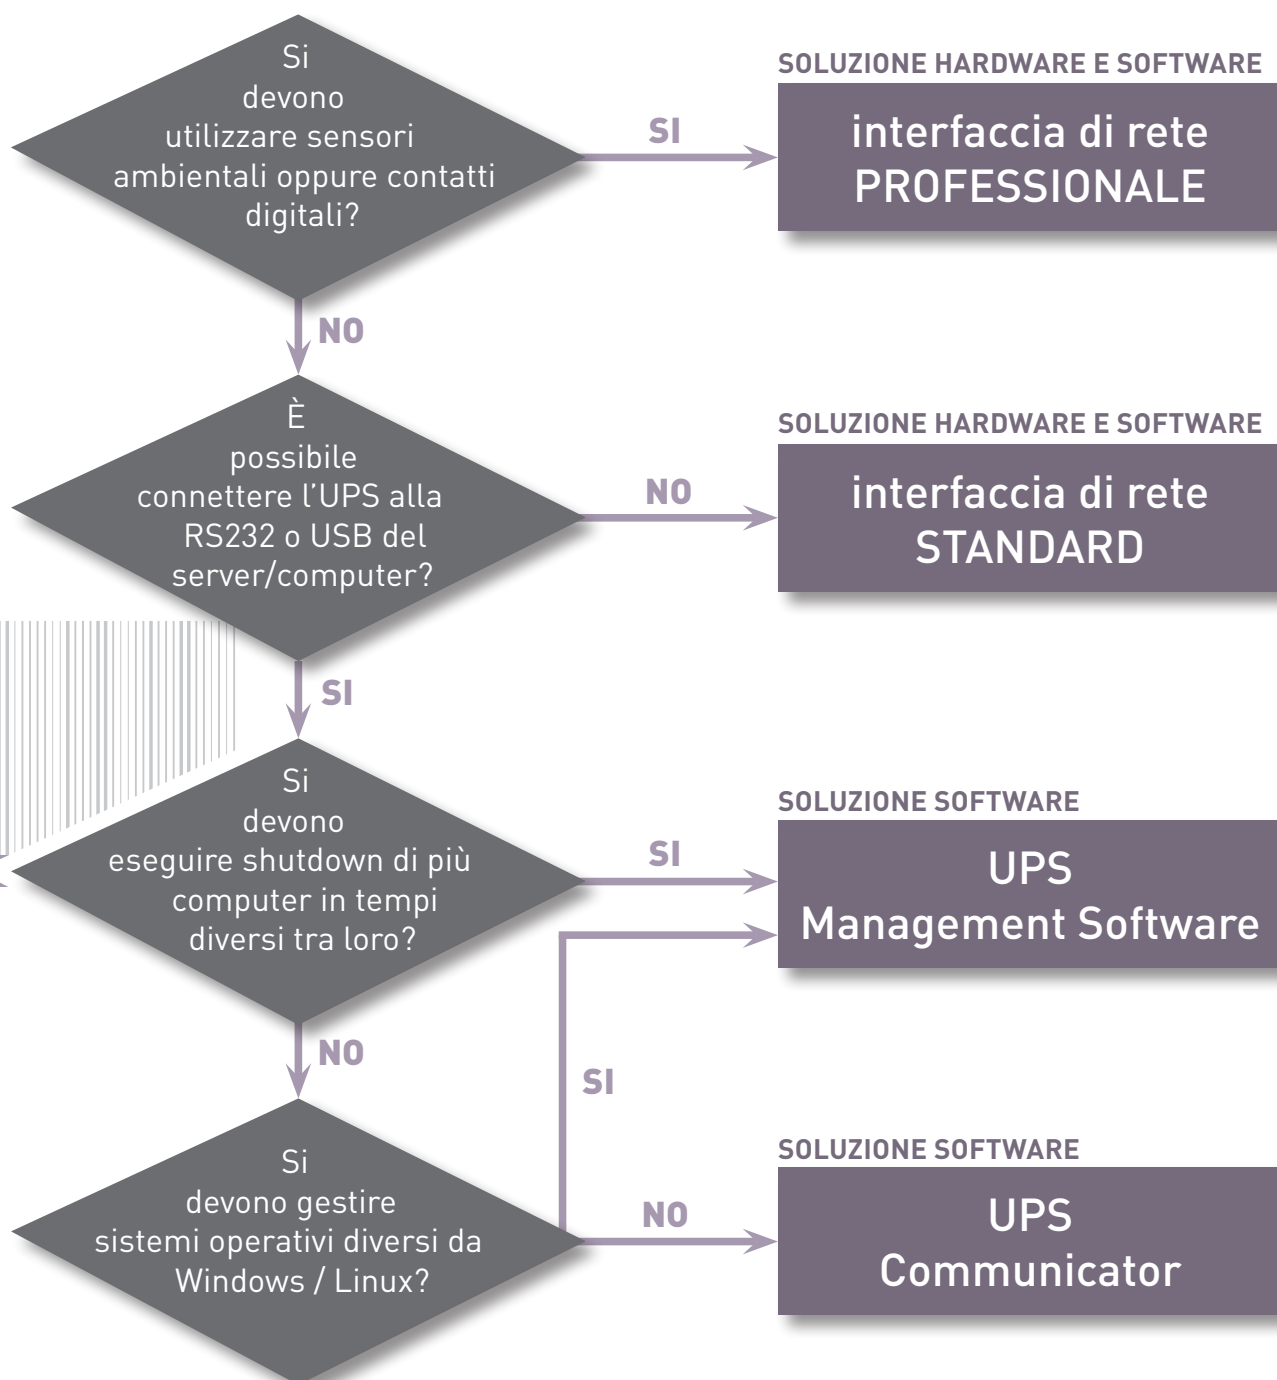 Si
devono
utilizzare sensori
ambientali oppure contatti
digitali?
SI
SOLUZIONE HARDWARE E SOFTWARE
interfaccia di rete
PROFESSIONALE
NO
È
possibile
connettere l'UPS alla
RS232 o USB del
server/computer?
NO
SOLUZIONE HARDWARE E SOFTWARE
interfaccia di rete
STANDARD
SI
Si
devono
eseguire shutdown di più
computer in tempi
diversi tra loro?
SI
SOLUZIONE SOFTWARE
UPS
Management Software
NO
SI
Si
devono gestire
sistemi operativi diversi da
Windows / Linux?
NO
SOLUZIONE SOFTWARE
UPS
Communicator